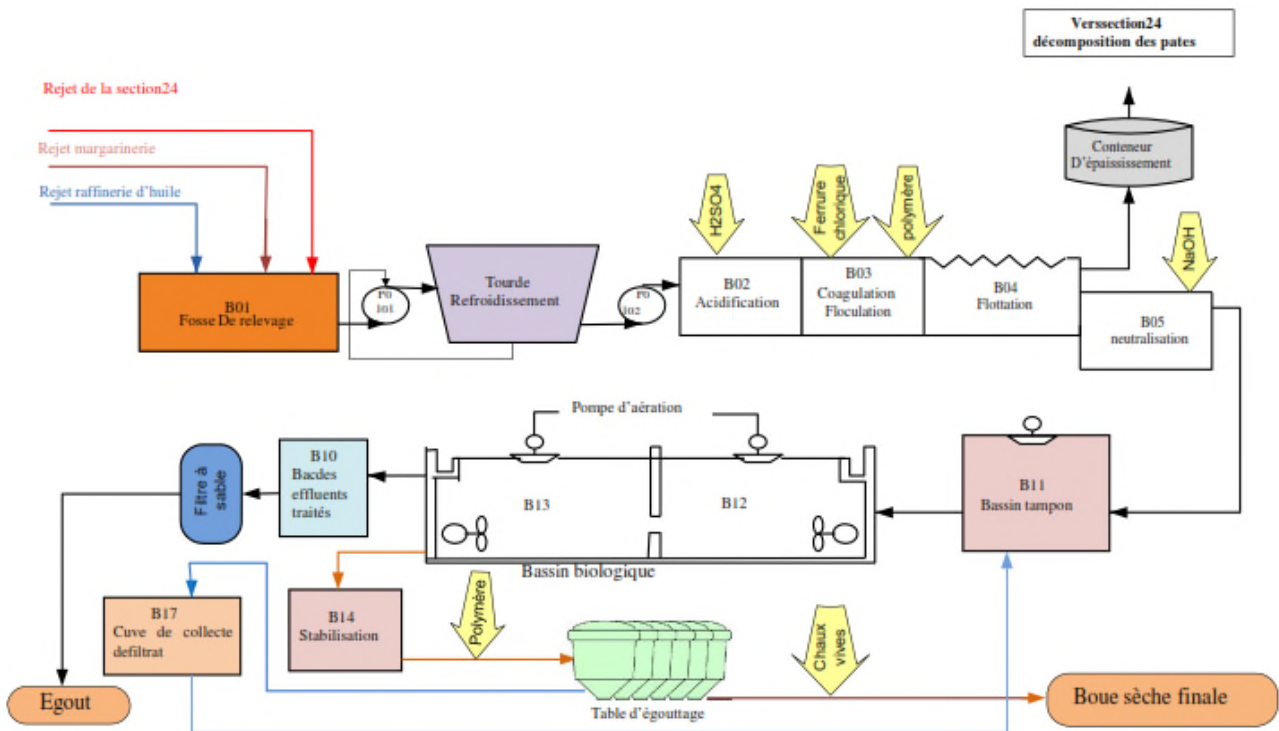 Verssection24
décomposition des pates
Rejet de la section24
Rejet margarinerie
Rejet raffinerie d'huile
Conteneur
D'épaississement
H2SO4
Ferrure
chlorique
polymère
NaOH
B01
Fosse De relevage
P0
101
Tourde
Refroidissement
P0
102
B02
Acidification
B03
Coagulation
Floculation
B04
Flottation
B05
neutralisation
Pompe d'aération
Filtre à
sable
B10
Bacdes
effluents
traités
B13
B12
B11
Bassin tampon
Bassin biologique
B17
Cuve de collecte
defiltrat
B14
Stabilisation
Polymère
Chaux
vives
Egout
Table d'égouttage
Boue sèche finale